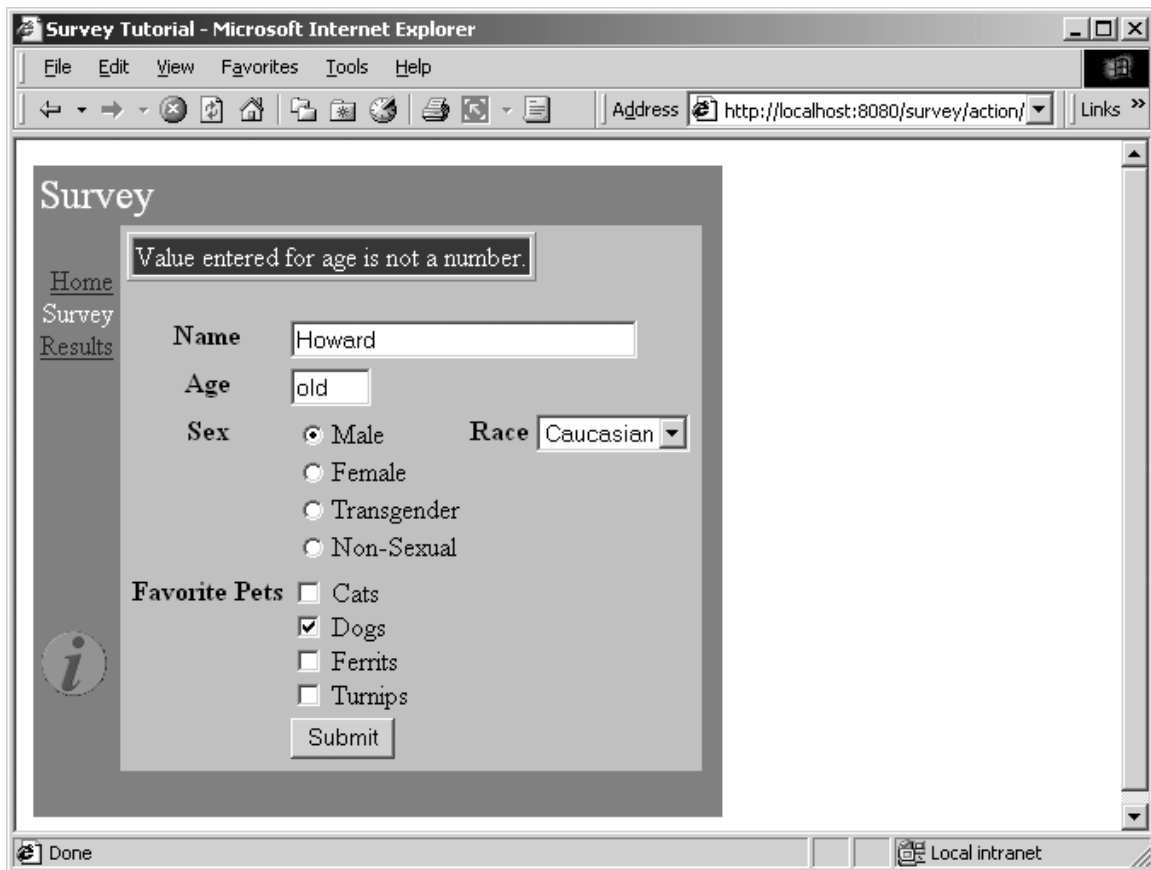 Survey Tutorial - Microsoft Internet Explorer
File Edit View Favorites Tools Help
Address http://localhost:8080/survey/action/ Links »
Survey
Value entered for age is not a number.
Home
Survey
Results
Name Howard
Age old
Sex Male Race Caucasian
Female
Transgender
Non-Sexual
Favorite Pets Cats
Dogs
Ferrits
Turnips
Submit
Done Local intranet